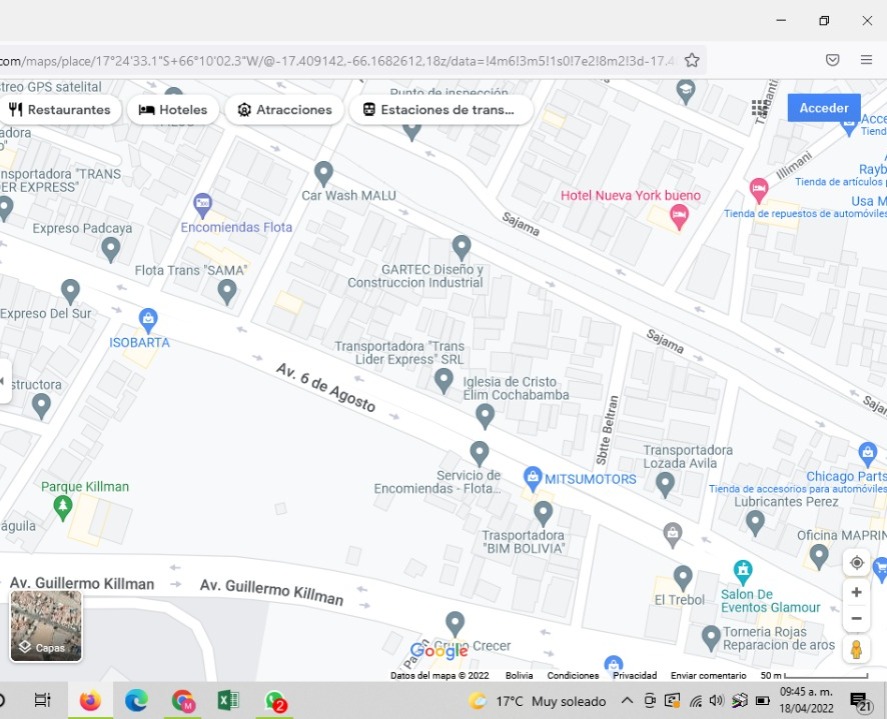 com/maps/place/17°24'33.1"S+66°10'02.3"W/@-17.409142,-66.1682612,18z/data=!4m6!3m5!1s0!7e2!8m2!3d-17.4
streo GPS satelital
Punto de inspección
Restaurantes
Hoteles
Atracciones
Estaciones de trans...
Acceder
Acce
Tiend
Illimani
nsportadora "TRANS
DER EXPRESS"
Car Wash MALU
Hotel Nueva York bueno
Rayb
Tienda de artículos
Usa M
Tienda de repuestos de automóviles
Encomiendas Flota
Sajama
Expreso Padcaya
Flota Trans "SAMA"
GARTEC Diseño y
Construccion Industrial
Expreso Del Sur
ISOBARTA
Transportadora "Trans
Lider Express" SRL
Sajama
Av. 6 de Agosto
structora
Iglesia de Cristo
Elim Cochabamba
Saja
Sbtte Beltran
Transportadora
Lozada Avila
Servicio de
Encomiendas - Flota...
MITSUMOTORS
Chicago Parts
Tienda de accesorios para automóviles
Parque Killman
Lubricantes Perez
águila
Trasportadora
"BIM BOLIVIA"
Oficina MAPRIN
Av. Guillermo Killman
Av. Guillermo Killman
El Trebol
Salon De
Eventos Glamour
Torneria Rojas
Reparacion de aros
Crecer
Google
Capas
Datos del mapa © 2022
Bolivia
Condiciones
Privacidad
Enviar comentario
50 m
17°C Muy soleado
09:45 a. m.
18/04/2022
2
21